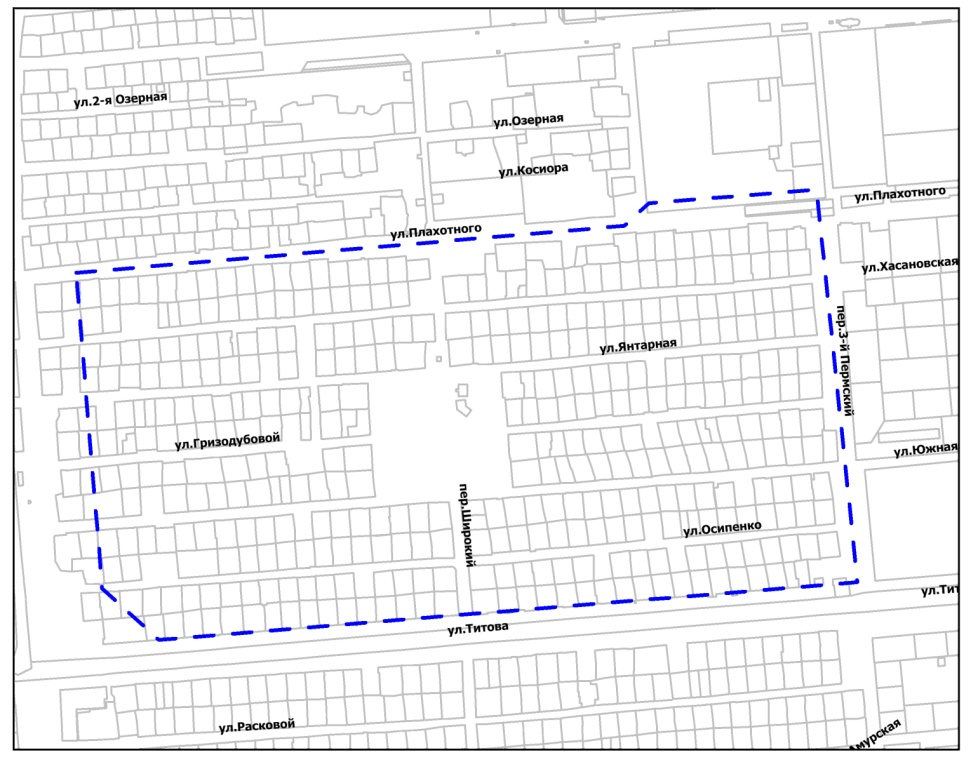 ул.2-я Озерная
ул.Озерная
ул.Косиора
ул.Плахотного
ул.Плахотного
ул.Хасановская
ул.Янтарная
пер.3-й Пермский
ул.Гризодубовой
ул.Южная
пер.Широкий
ул.Осипенко
ул.Тит
ул.Титова
ул.Расковой
Амурская